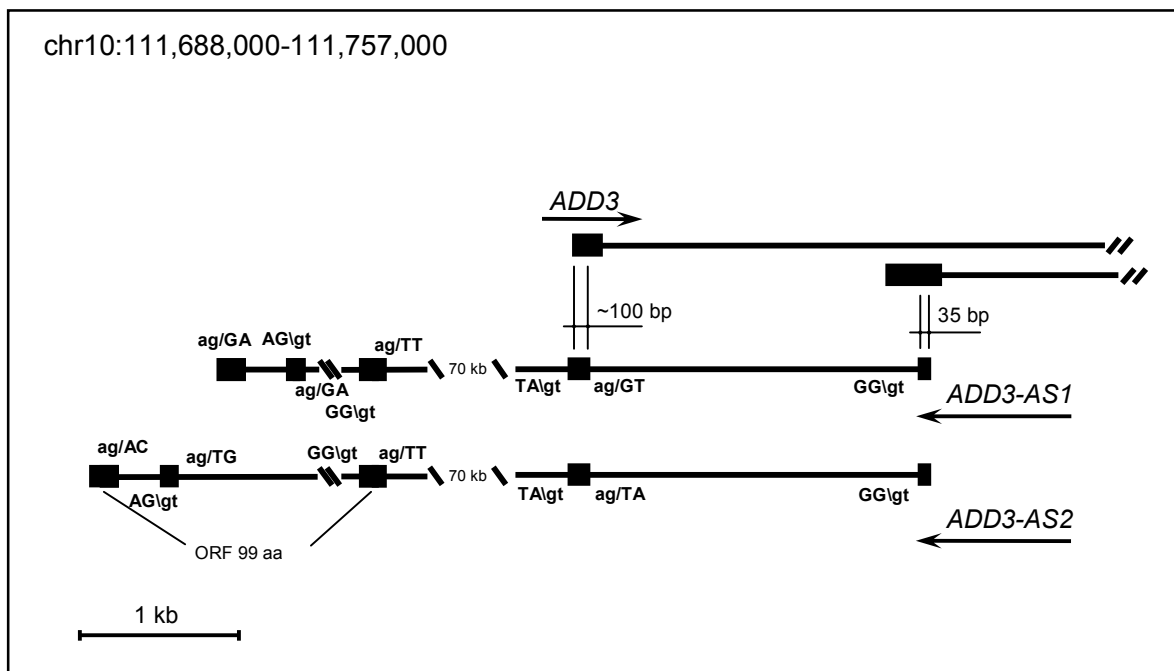 chr10:111,688,000-111,757,000
ADD3
~100 bp
35 bp
ag/GA
AG\gt
ag/TT
ag/GA
GG\gt
70 kb
TA\gt
ag/GT
GG\gt
ADD3-AS1
ag/AC
ag/TG
GG\gt
ag/TT
AG\gt
70 kb
TA\gt
ag/TA
GG\gt
ADD3-AS2
ORF 99 aa
1 kb